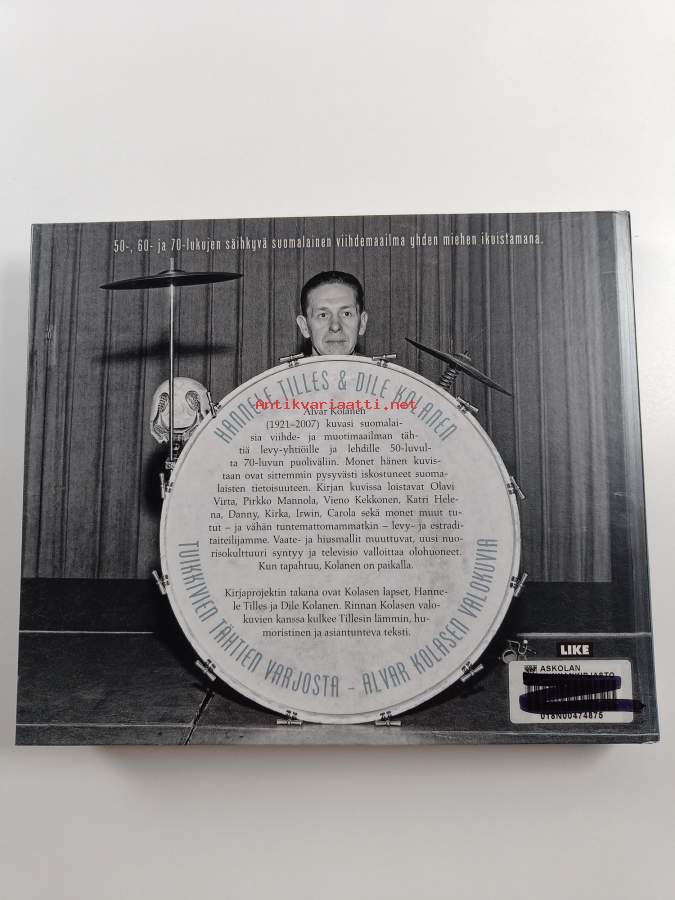 50-, 60- ja 70-lukujen säihkyvä suomalainen viihdemaailma yhden miehen ikuistamana.
HANNELE TILLES & DILE KOLANEN
Antikvariaatti.net
Alvar Kolanen
(1921–2007) kuvasi suomalai-
sia viihde- ja muotimaailman täh-
tiä levy-yhtiöille ja lehdille 50-luvul-
ta 70-luvun puoliväliin. Monet hänen kuvis-
taan ovat sittemmin pysyvästi iskostuneet suoma-
laisten tietoisuuteen. Kirjan kuvissa loistavat Olavi
Virta, Pirkko Mannola, Vieno Kekkonen, Katri Hele-
na, Danny, Kirka, Irwin, Carola sekä monet muut tu-
tut – ja vähän tuntemattomammatkin – levy- ja estradi-
taiteilijamme. Vaate- ja hiusmallit muuttuvat, uusi nuo-
risokulttuuri syntyy ja televisio valloittaa olohuoneet.
Kun tapahtuu, Kolanen on paikalla.
Kirjaprojektin takana ovat Kolasen lapset, Hanne-
le Tilles ja Dile Kolanen. Rinnan Kolasen valo-
kuvien kanssa kulkee Tillesin lämmin, hu-
moristinen ja asiantunteva teksti.
TUIKKIVIEN TÄHTIEN VARJOSTA – ALVAR KOLASEN VALOKUVIA
LIKE
ASKOLAN
018N00474875